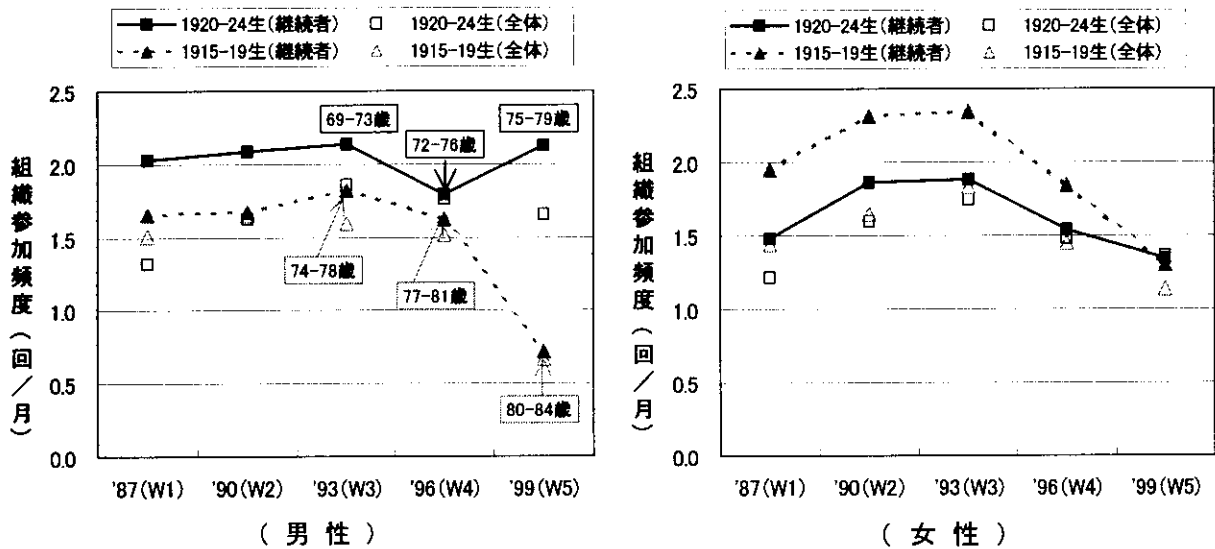 1920-24生(継続者) 1920-24生(全体)
1915-19生(継続者) 1915-19生(全体)
組織参加頻度(回/月)
2.5
2.0
1.5
1.0
0.5
0.0
69-73歳
72-76歳
75-79歳
74-78歳
77-81歳
80-84歳
'87(W1) '90(W2) '93(W3) '96(W4) '99(W5)
(男性)
1920-24生(継続者) 1920-24生(全体)
1915-19生(継続者) 1915-19生(全体)
組織参加頻度(回/月)
2.5
2.0
1.5
1.0
0.5
0.0
'87(W1) '90(W2) '93(W3) '96(W4) '99(W5)
(女性)